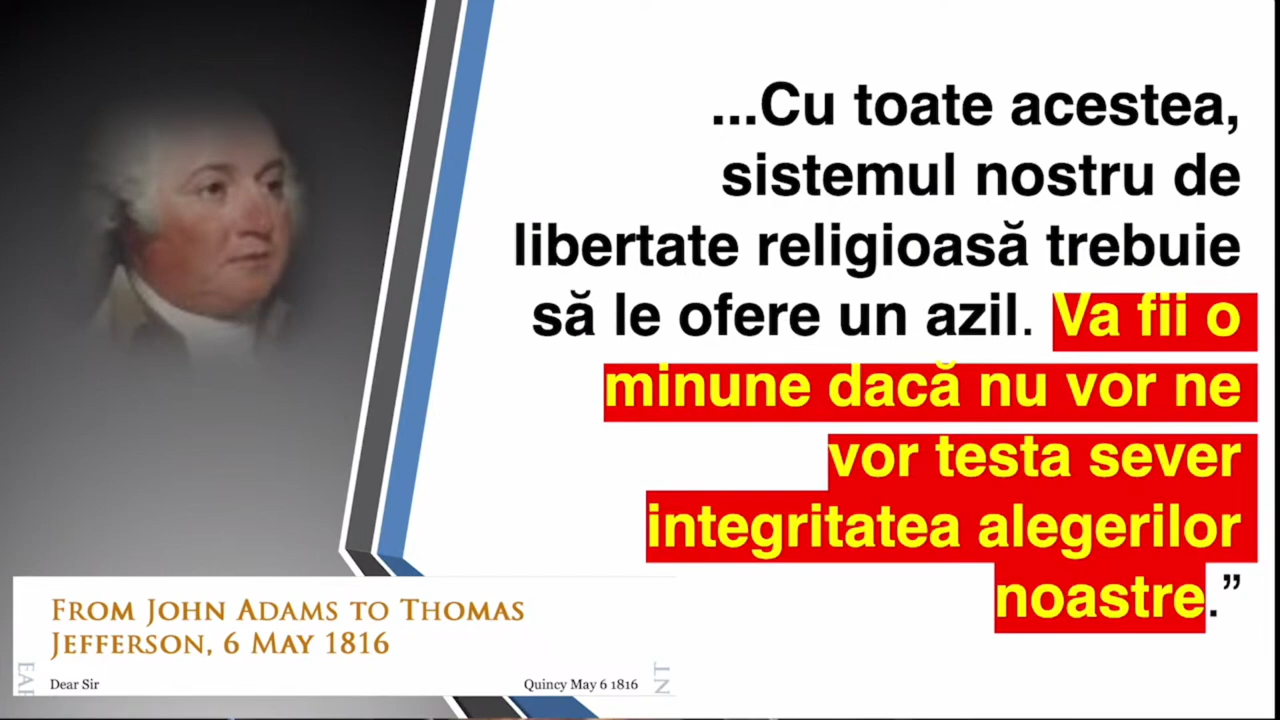 ...Cu toate acestea,
sistemul nostru de
libertate religioasă trebuie
să le ofere un azil. Va fii o
minune dacă nu vor ne
vor testa sever
integritatea alegerilor
noastre.”
From John Adams to Thomas
Jefferson, 6 May 1816
EAR
NT
Dear Sir
Quincy May 6 1816